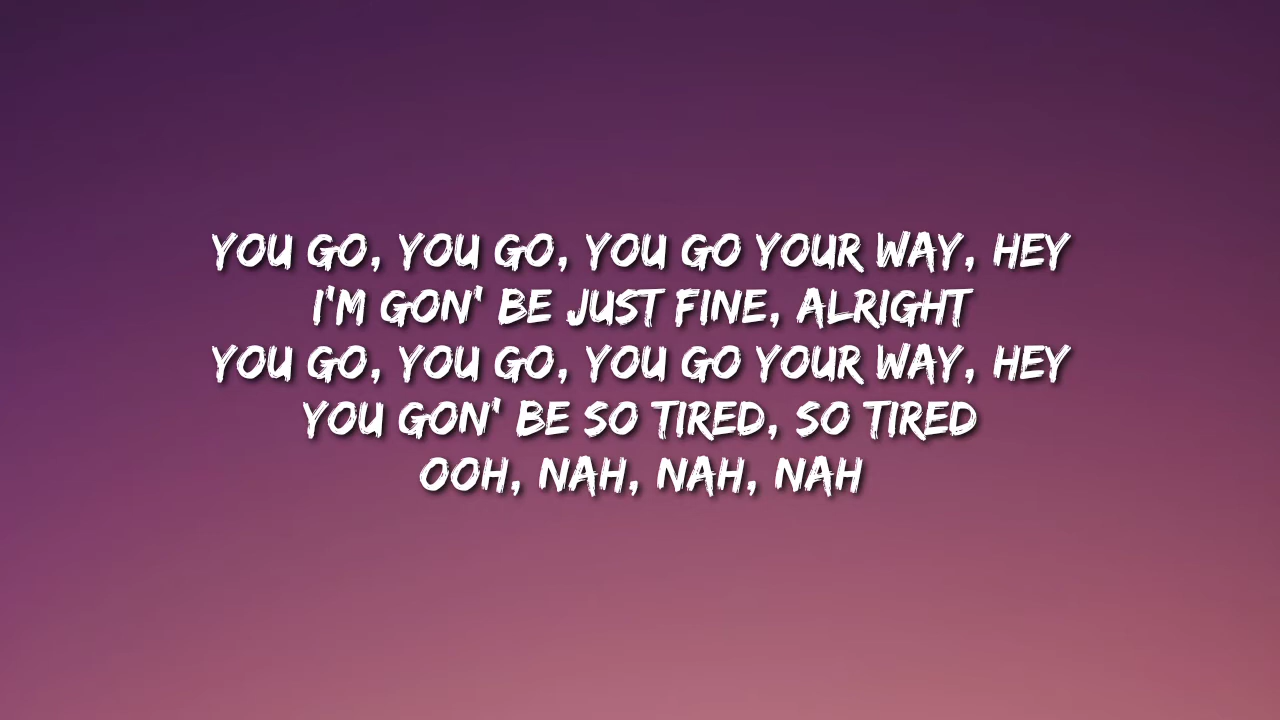 YOU GO, YOU GO, YOU GO YOUR WAY, HEY
I'M GON' BE JUST FINE, ALRIGHT
YOU GO, YOU GO, YOU GO YOUR WAY, HEY
YOU GON' BE SO TIRED, SO TIRED
OOH, NAH, NAH, NAH